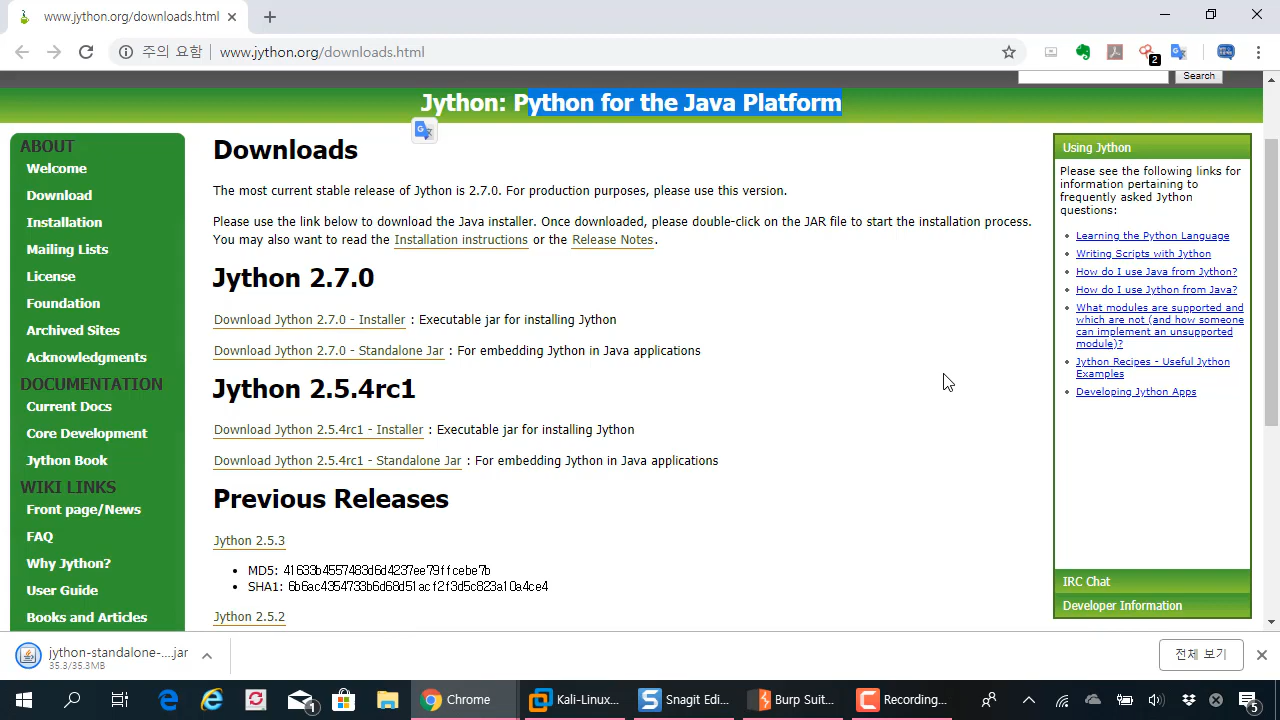 www.jython.org/downloads.html
주의 요함
www.jython.org/downloads.html
2
Search
Jython: Python for the Java Platform
ABOUT
Welcome
Download
Installation
Mailing Lists
License
Foundation
Archived Sites
Acknowledgments
DOCUMENTATION
Current Docs
Core Development
Jython Book
WIKI LINKS
Front page/News
FAQ
Why Jython?
User Guide
Books and Articles
Downloads
The most current stable release of Jython is 2.7.0. For production purposes, please use this version.
Please use the link below to download the Java installer. Once downloaded, please double-click on the JAR file to start the installation process.
You may also want to read the Installation instructions or the Release Notes.
Jython 2.7.0
Download Jython 2.7.0 - Installer : Executable jar for installing Jython
Download Jython 2.7.0 - Standalone Jar : For embedding Jython in Java applications
Jython 2.5.4rc1
Download Jython 2.5.4rc1 - Installer : Executable jar for installing Jython
Download Jython 2.5.4rc1 - Standalone Jar : For embedding Jython in Java applications
Previous Releases
Jython 2.5.3
MD5: 41633b4557483d6d4237ee79ffcebe7b
SHA1: 6b6ac4354733b6d68d51acf2f3d5c823a10a4ce4
Jython 2.5.2
Using Jython
Please see the following links for
information pertaining to
frequently asked Jython
questions:
Learning the Python Language
Writing Scripts with Jython
How do I use Java from Jython?
How do I use Jython from Java?
What modules are supported and
which are not (and how someone
can implement an unsupported
module)?
Jython Recipes - Useful Jython
Examples
Developing Jython Apps
IRC Chat
Developer Information
jython-standalone-....jar
35.3/35.3MB
전체 보기
1
Chrome
Kali-Linux...
Snagit Edi...
Burp Suit...
Recording...
5